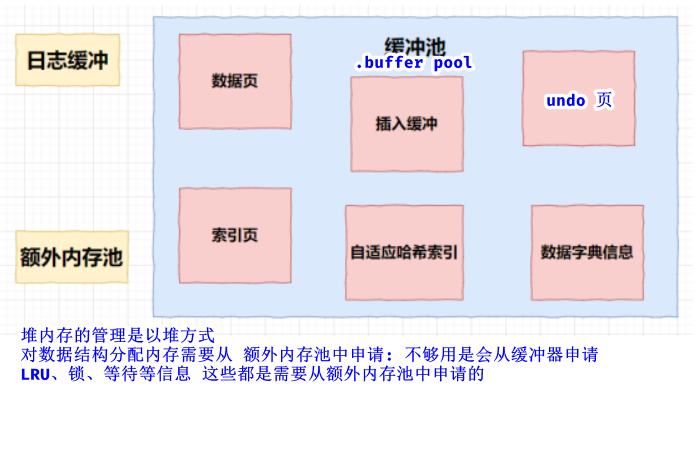 日志缓冲
缓冲池
.buffer pool
数据页
插入缓冲
undo 页
索引页
自适应哈希索引
数据字典信息
额外内存池
堆内存的管理是以堆方式
对数据结构分配内存需要从 额外内存池中申请: 不够用是会从缓冲器申请
LRU、锁、等待等信息 这些都是需要从额外内存池中申请的